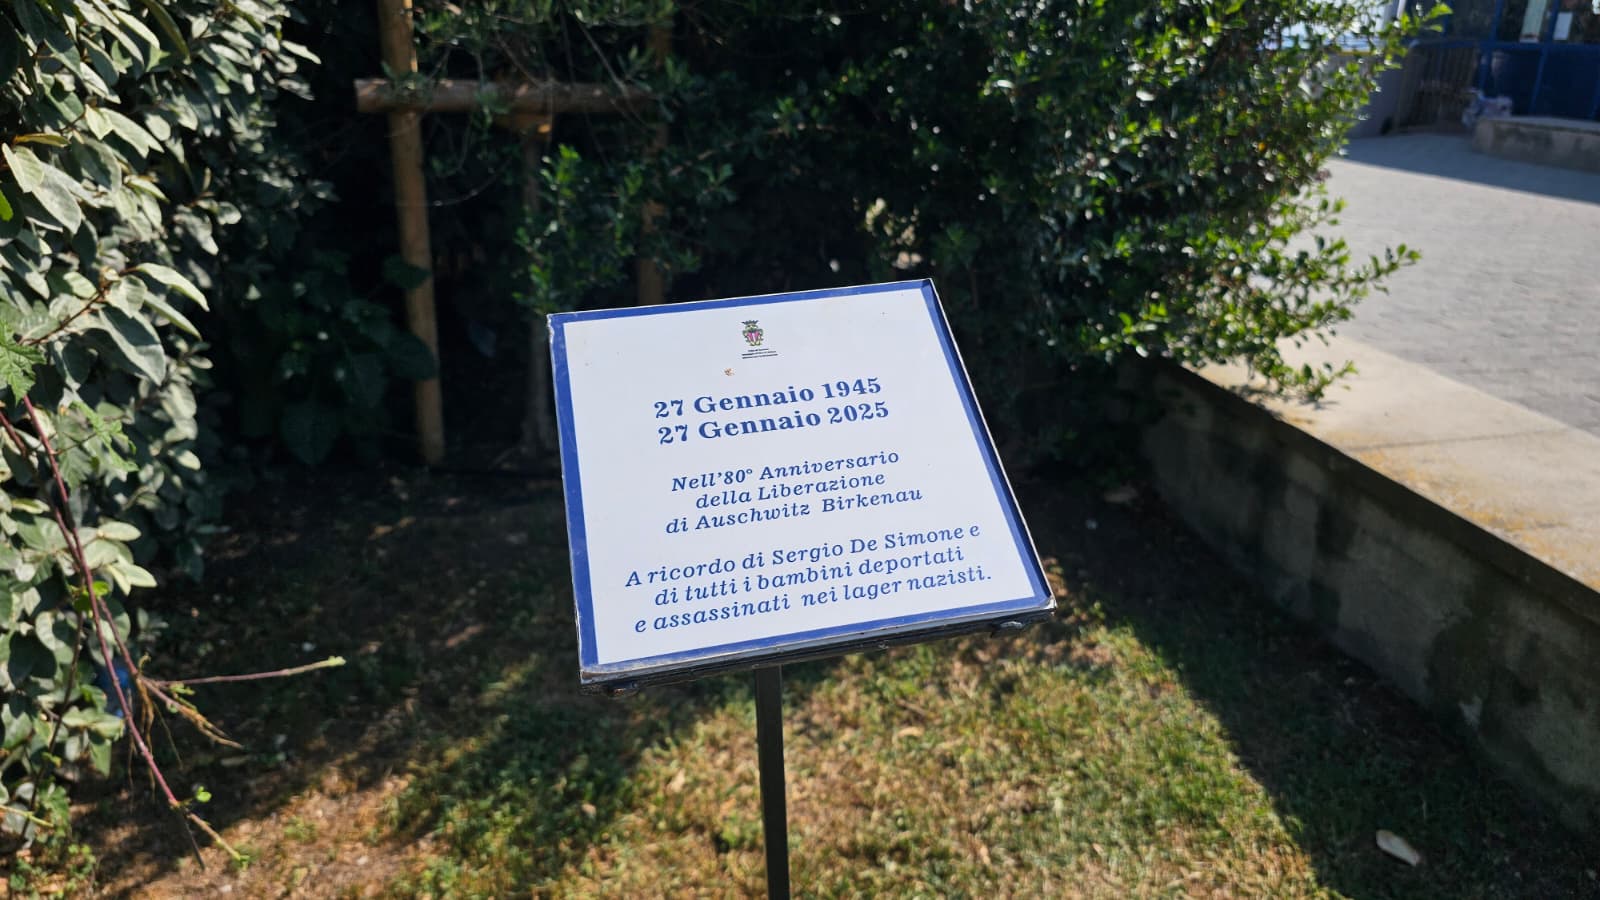 27 Gennaio 1945
27 Gennaio 2025
Nell'80° Anniversario
della Liberazione
di Auschwitz Birkenau
A ricordo di Sergio De Simone e
di tutti i bambini deportati
e assassinati nei lager nazisti.